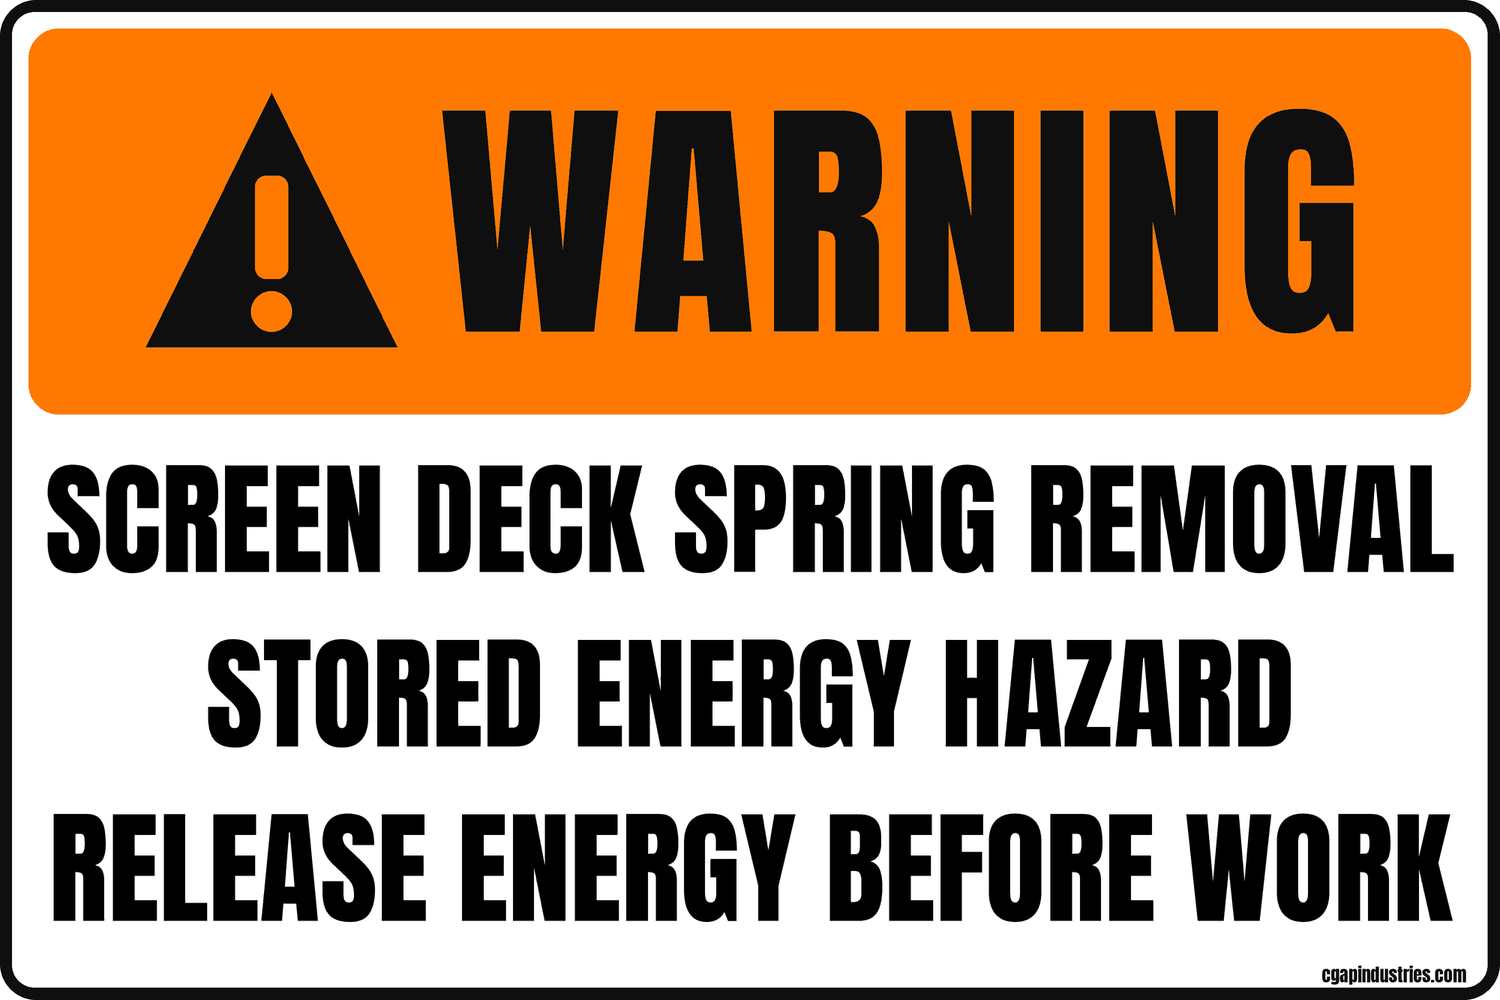 WARNING
SCREEN DECK SPRING REMOVAL
STORED ENERGY HAZARD
RELEASE ENERGY BEFORE WORK
cgapindustries.com